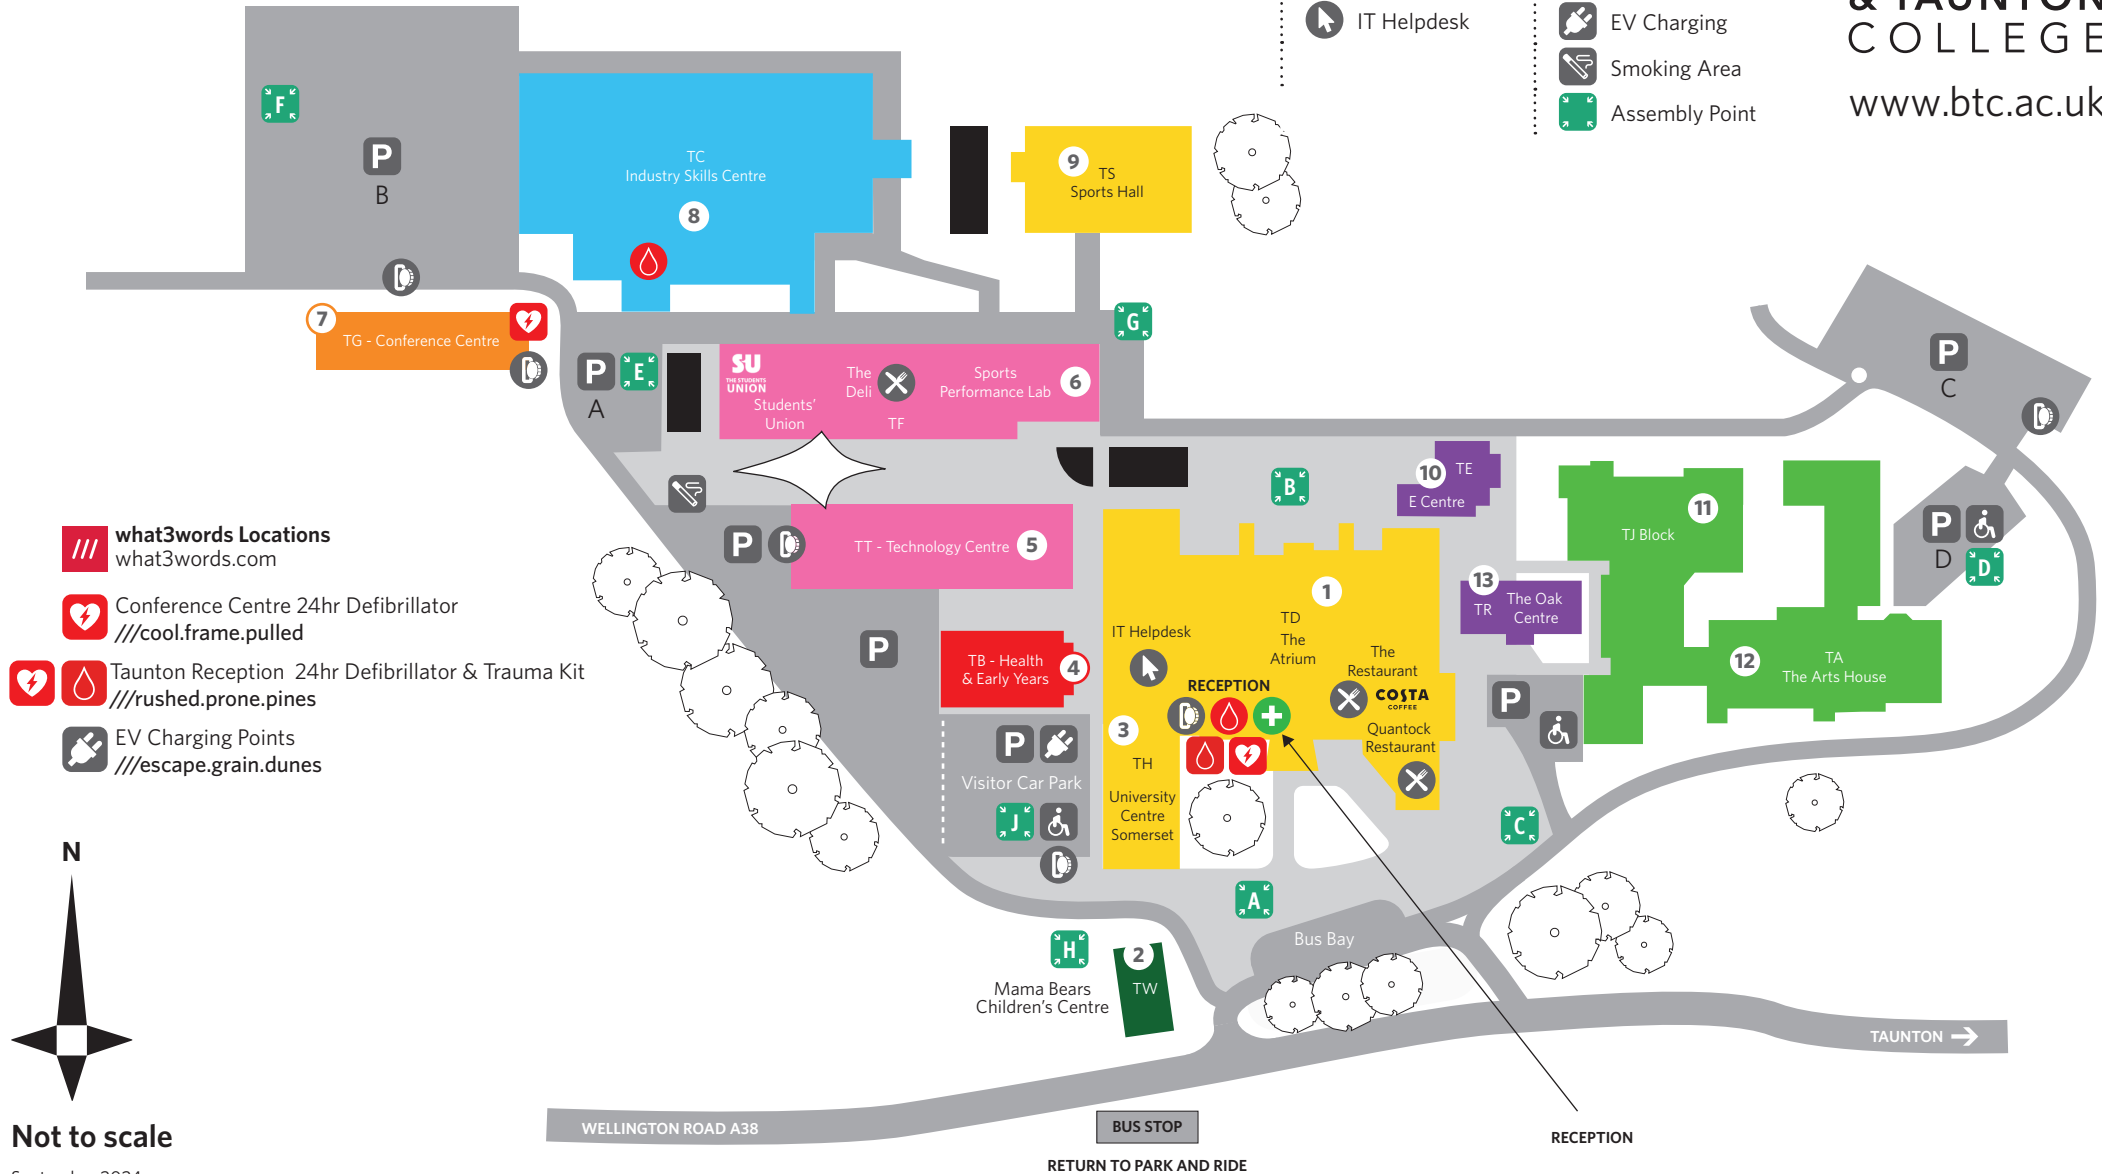 IT Helpdesk
EV Charging
Smoking Area
Assembly Point
& TAUNTON
COLLEGE
www.btc.ac.uk
F
P
B
TC
Industry Skills Centre
8
9
TS
Sports Hall
7
TG - Conference Centre
P
A
E
SU
THE STUDENTS
UNION
Students'
Union
The
Deli
TF
Sports
Performance Lab
6
G
P
C
10
TE
E Centre
B
11
TJ Block
P
D
D
P
TT - Technology Centre
5
13
TR
The Oak
Centre
1
TD
The
Atrium
IT Helpdesk
The
Restaurant
COSTA
COFFEE
Quantock
Restaurant
RECEPTION
P
TB - Health
& Early Years
4
12
TA
The Arts House
P
3
TH
University
Centre
Somerset
P
Visitor Car Park
J
C
A
Bus Bay
H
2
TW
Mama Bears
Children's Centre
what3words Locations
what3words.com
Conference Centre 24hr Defibrillator
///cool.frame.pulled
Taunton Reception 24hr Defibrillator & Trauma Kit
///rushed.prone.pines
EV Charging Points
///escape.grain.dunes
N
Not to scale
TAUNTON
WELLINGTON ROAD A38
BUS STOP
RETURN TO PARK AND RIDE
RECEPTION